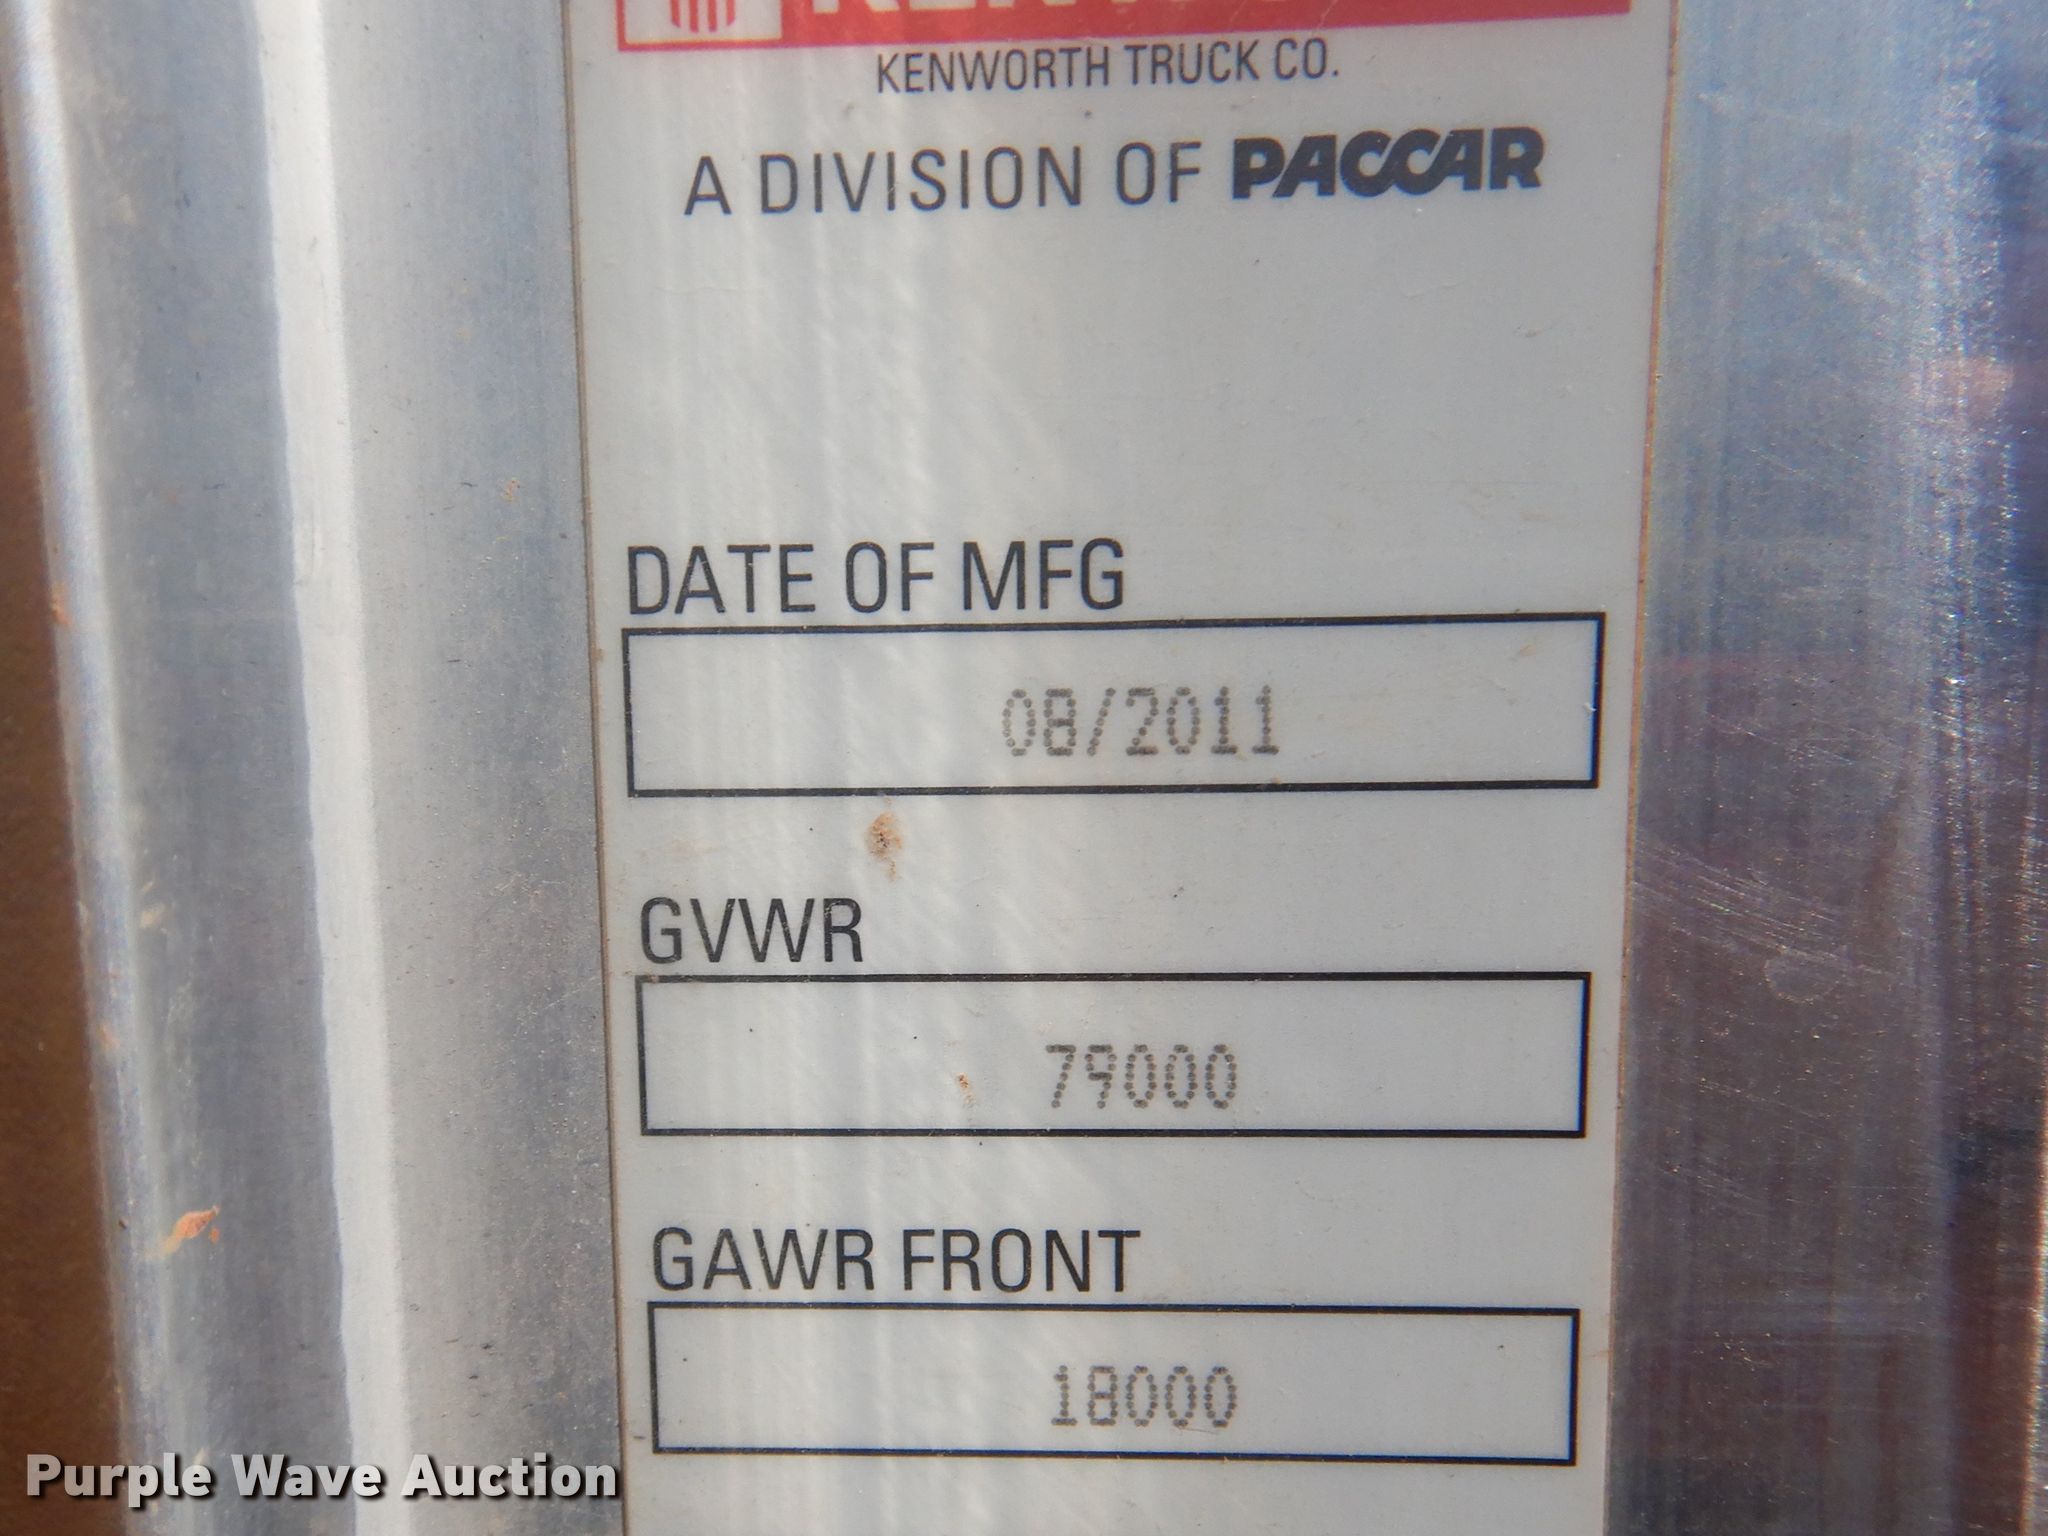 KENWORTH TRUCK CO.
A DIVISION OF PACCAR
DATE OF MFG
08/2011
GVWR
79000
GAWR FRONT
18000
Purple Wave Auction